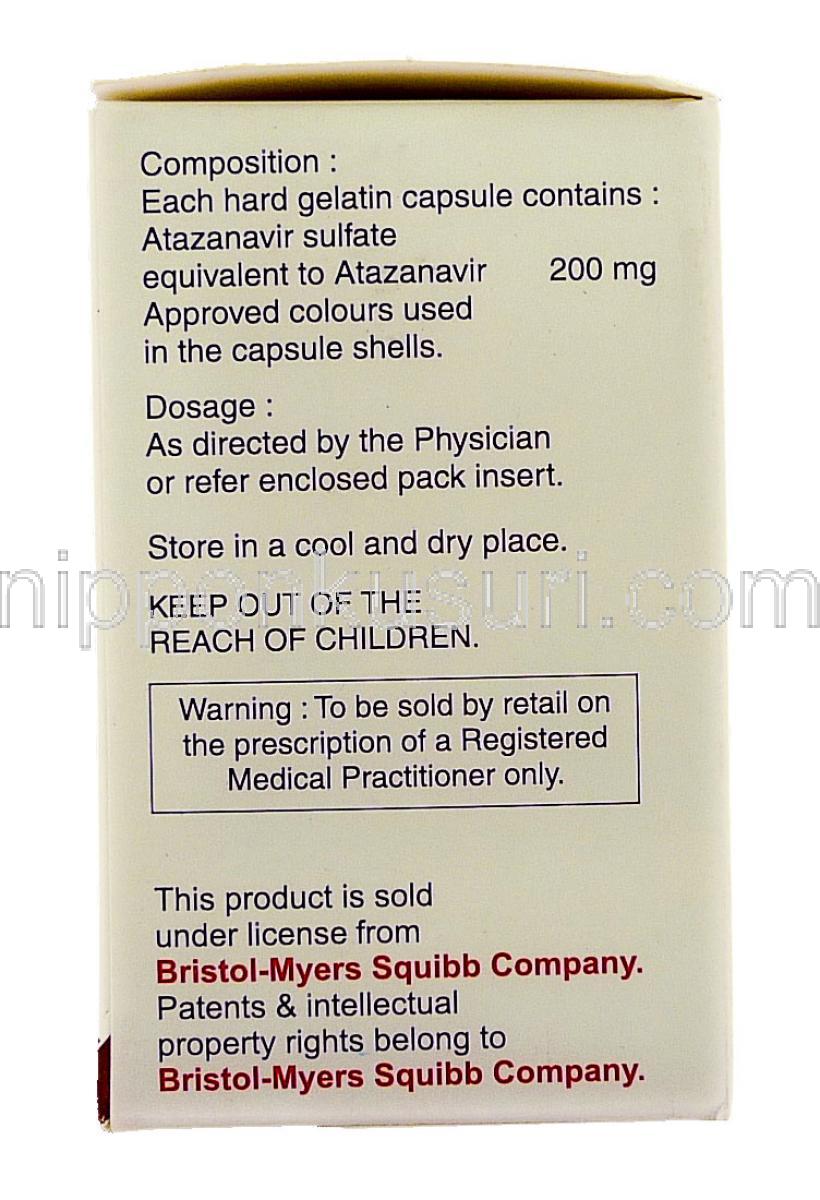 Composition :
Each hard gelatin capsule contains :
Atazanavir sulfate
equivalent to Atazanavir 200 mg
Approved colours used
in the capsule shells.
Dosage :
As directed by the Physician
or refer enclosed pack insert.
Store in a cool and dry place.
nipponkusuri.com
KEEP OUT OF THE
REACH OF CHILDREN.
Warning : To be sold by retail on
the prescription of a Registered
Medical Practitioner only.
This product is sold
under license from
Bristol-Myers Squibb Company.
Patents & intellectual
property rights belong to
Bristol-Myers Squibb Company.